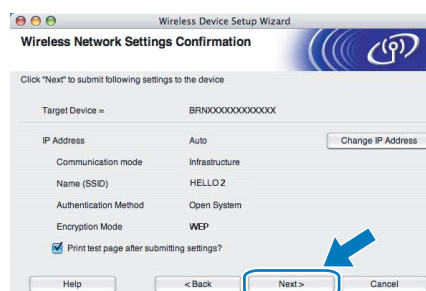 Wireless Device Setup Wizard
Wireless Network Settings Confirmation
Click "Next" to submit following settings to the device
Target Device = BRNXXXXXXXXXXXX
IP Address Auto Change IP Address
Communication mode Infrastructure
Name (SSID) HELLO2
Authentication Method Open System
Encryption Mode WEP
Print test page after submitting settings?
Help < Back Next > Cancel